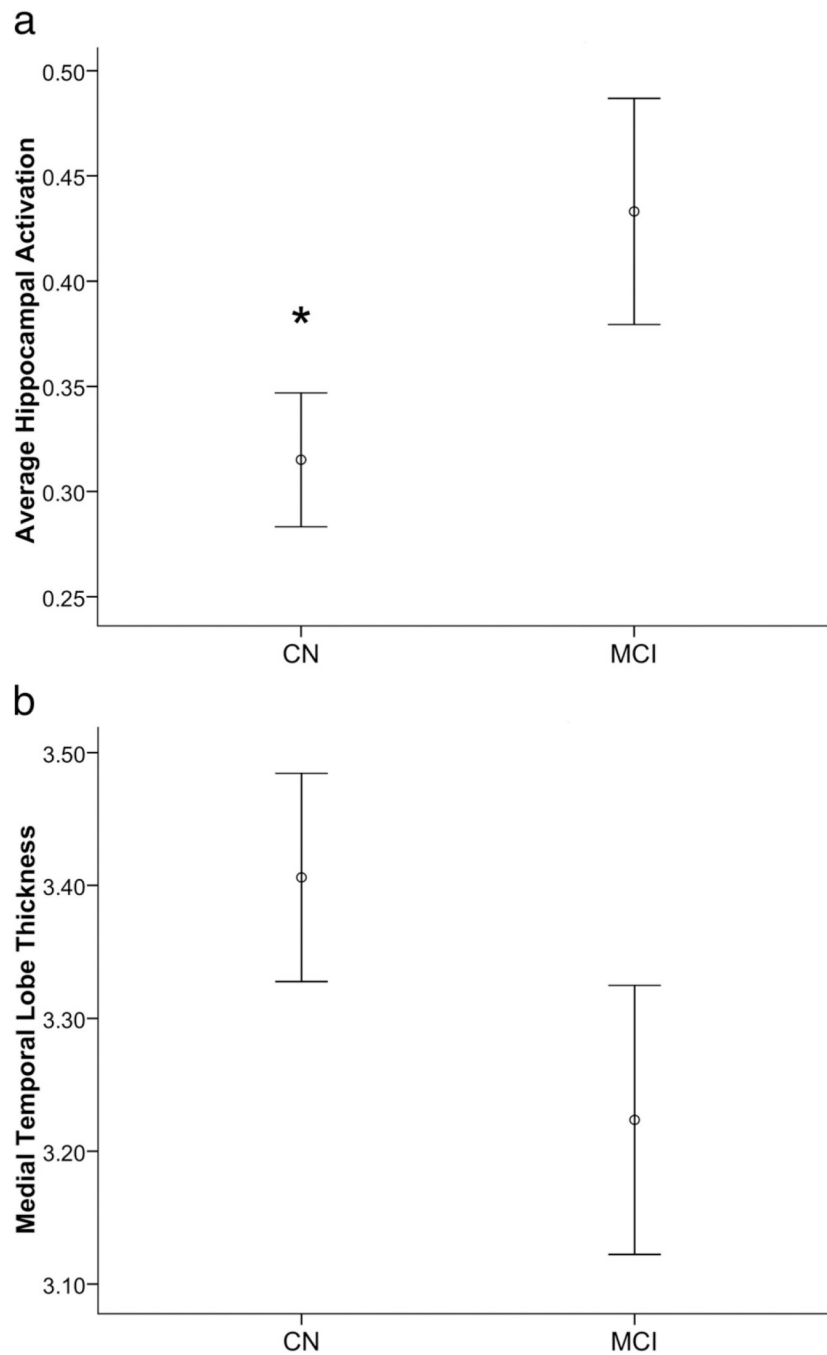 a
Average Hippocampal Activation
0.50
0.45
0.40
0.35
0.30
0.25
*
CN MCI
b
Medial Temporal Lobe Thickness
3.50
3.40
3.30
3.20
3.10
CN MCI